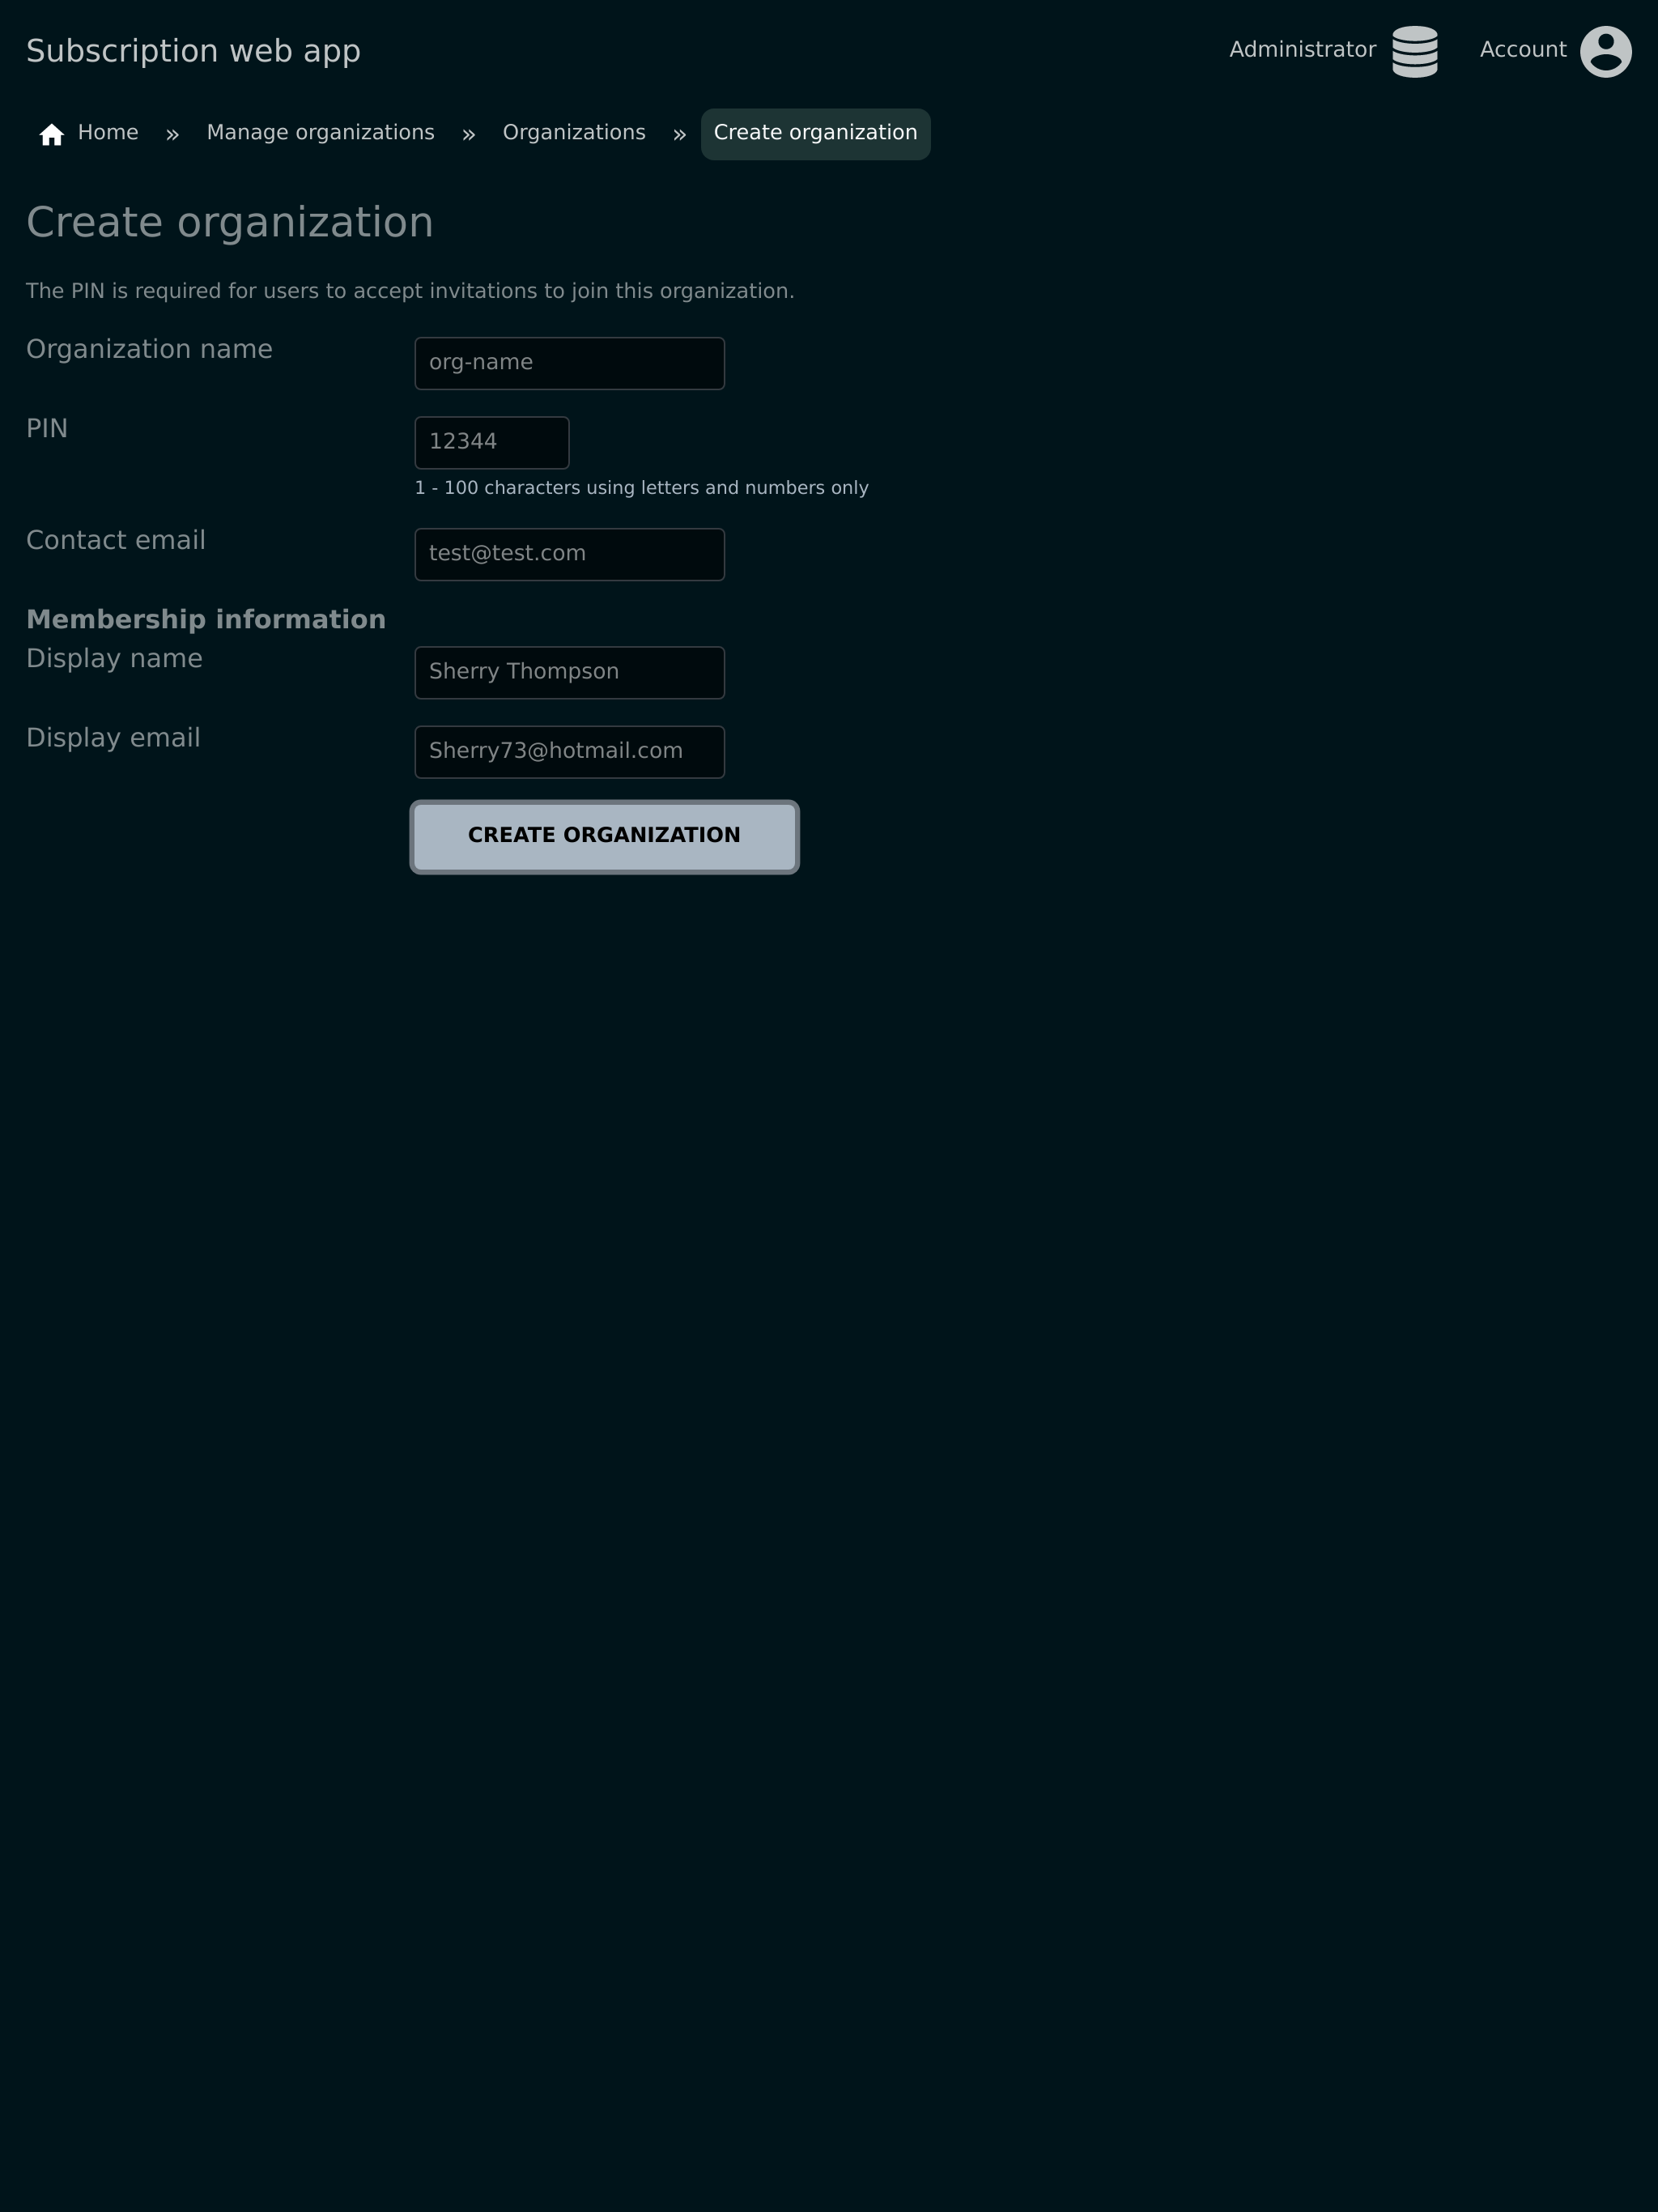 Subscription web app
Administrator
Account
Home » Manage organizations » Organizations » Create organization
Create organization
The PIN is required for users to accept invitations to join this organization.
Organization name
org-name
PIN
12344
1 - 100 characters using letters and numbers only
Contact email
test@test.com
Membership information
Display name
Sherry Thompson
Display email
Sherry73@hotmail.com
CREATE ORGANIZATION